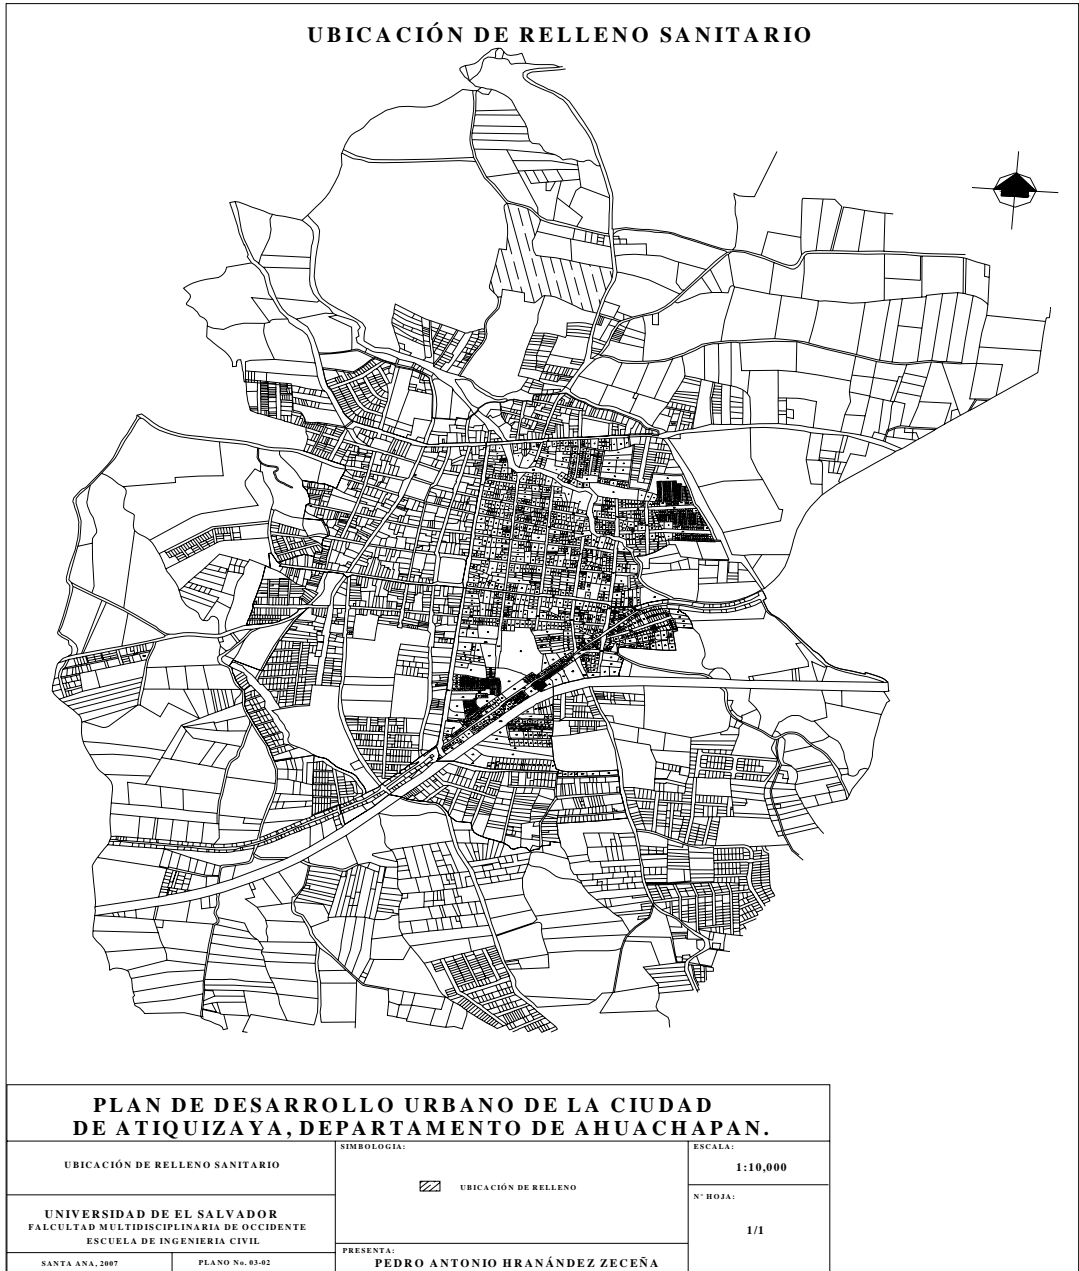 UBICACIÓN DE RELLENO SANITARIO
PLAN DE DESARROLLO URBANO DE LA CIUDAD
DE ATIQUIZAYA, DEPARTAMENTO DE AHUACHAPAN.
UBICACIÓN DE RELLENO SANITARIO
UNIVERSIDAD DE EL SALVADOR
FALCULTAD MULTIDISCIPLINARIA DE OCCIDENTE
ESCUELA DE INGENIERIA CIVIL
SANTA ANA, 2007
PLANO No. 03-02
SIMBOLOGIA:
UBICACIÓN DE RELLENO
PRESENTA:
PEDRO ANTONIO HRANÁNDEZ ZECEÑA
ESCALA:
1:10,000
N° HOJA:
1/1